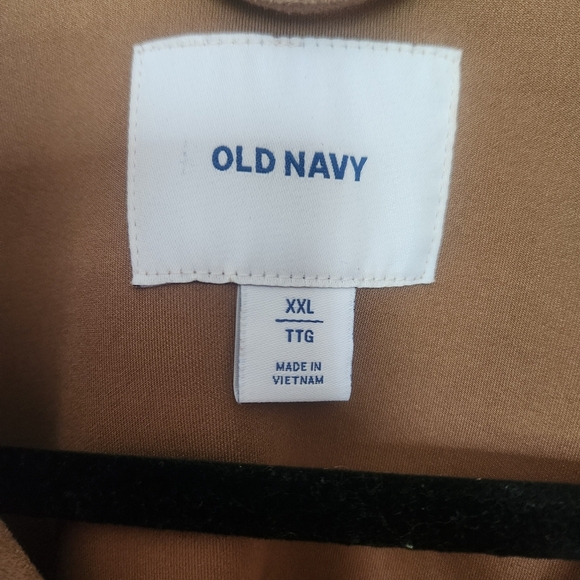 OLD NAVY
XXL
TTG
MADE IN
VIETNAM